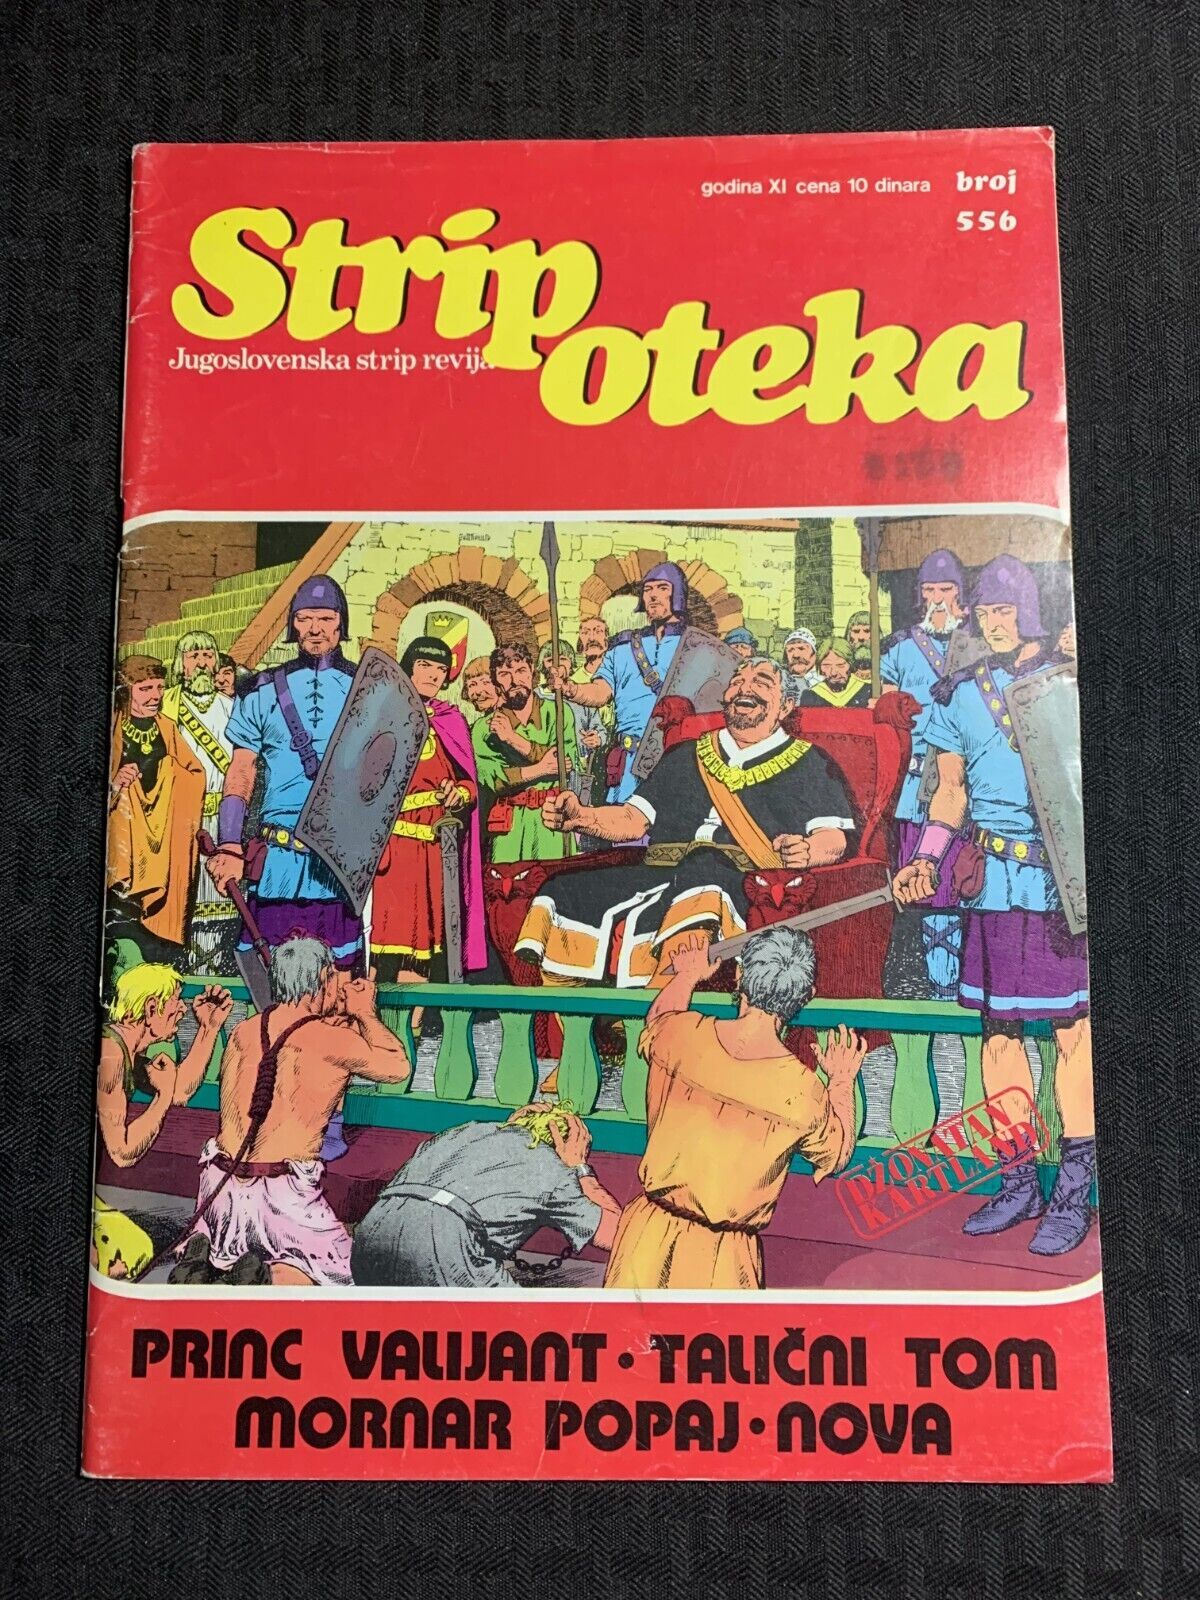 godina XI cena 10 dinara broj
556
Strip
oteka
Jugoslovenska strip revija
DŽONATAN
KARTLAND
PRINC VALIJANT • TALIČNI TOM
MORNAR POPAJ • NOVA